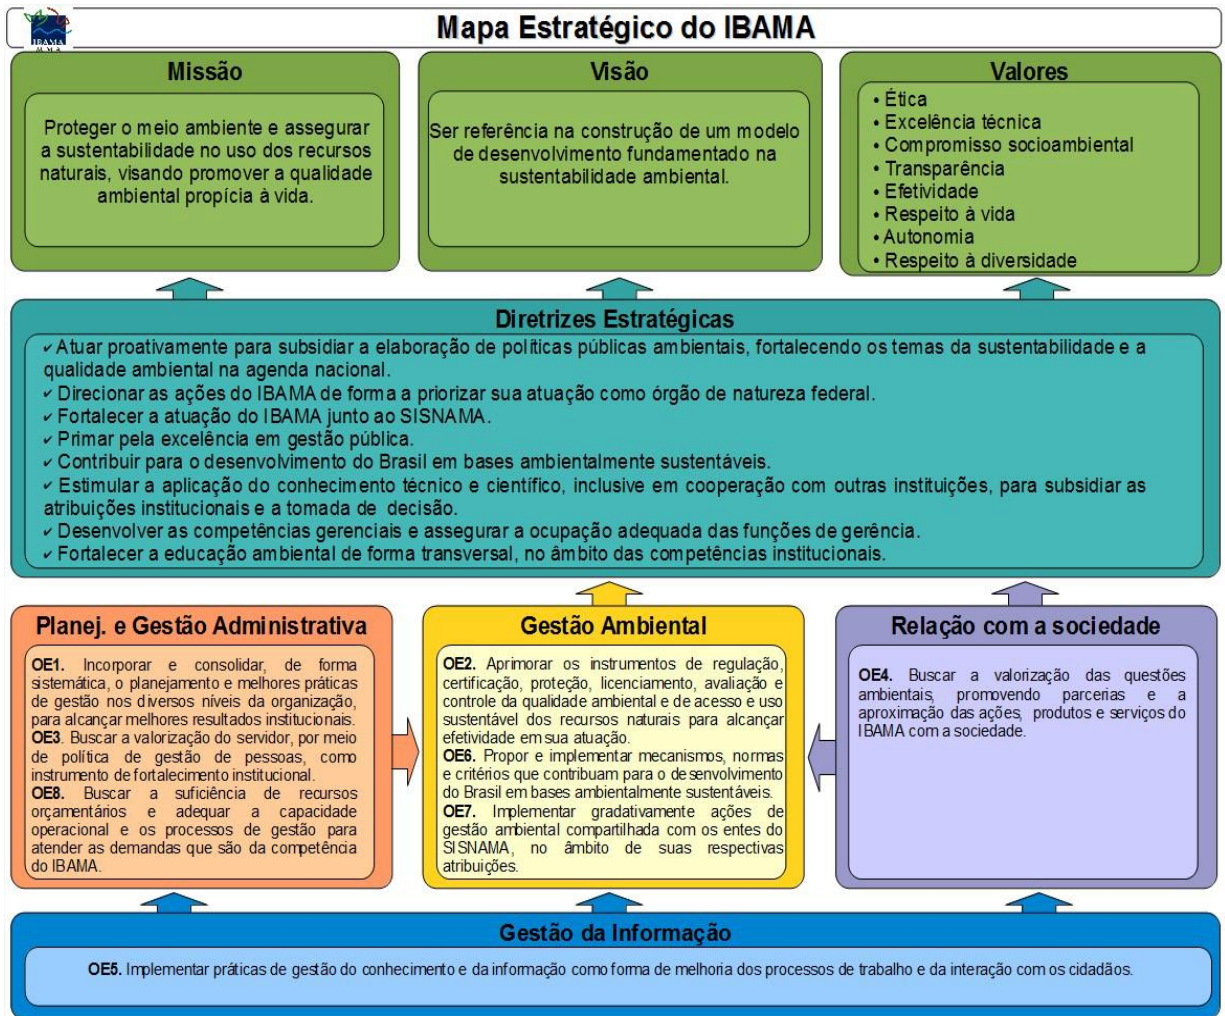 IBAMA
M M A
Mapa Estratégico do IBAMA
Missão
Proteger o meio ambiente e assegurar
a sustentabilidade no uso dos recursos
naturais, visando promover a qualidade
ambiental propícia à vida.
Visão
Ser referência na construção de um modelo
de desenvolvimento fundamentado na
sustentabilidade ambiental.
Valores
• Ética
• Excelência técnica
• Compromisso socioambiental
• Transparência
• Efetividade
• Respeito à vida
• Autonomia
• Respeito à diversidade
Diretrizes Estratégicas
✓ Atuar proativamente para subsidiar a elaboração de políticas públicas ambientais, fortalecendo os temas da sustentabilidade e a
qualidade ambiental na agenda nacional.
✓ Direcionar as ações do IBAMA de forma a priorizar sua atuação como órgão de natureza federal.
✓ Fortalecer a atuação do IBAMA junto ao SISNAMA.
✓ Primar pela excelência em gestão pública.
✓ Contribuir para o desenvolvimento do Brasil em bases ambientalmente sustentáveis.
✓ Estimular a aplicação do conhecimento técnico e científico, inclusive em cooperação com outras instituições, para subsidiar as
atribuições institucionais e a tomada de decisão.
✓ Desenvolver as competências gerenciais e assegurar a ocupação adequada das funções de gerência.
✓ Fortalecer a educação ambiental de forma transversal, no âmbito das competências institucionais.
Planej. e Gestão Administrativa
OE1. Incorporar e consolidar, de forma
sistemática, o planejamento e melhores práticas
de gestão nos diversos níveis da organização,
para alcançar melhores resultados institucionais.
OE3. Buscar a valorização do servidor, por meio
de política de gestão de pessoas, como
instrumento de fortalecimento institucional.
OE8. Buscar a suficiência de recursos
orçamentários e adequar a capacidade
operacional e os processos de gestão para
atender as demandas que são da competência
do IBAMA.
Gestão Ambiental
OE2. Aprimorar os instrumentos de regulação,
certificação, proteção, licenciamento, avaliação e
controle da qualidade ambiental e de acesso e uso
sustentável dos recursos naturais para alcançar
efetividade em sua atuação.
OE6. Propor e implementar mecanismos, normas
e critérios que contribuam para o desenvolvimento
do Brasil em bases ambientalmente sustentáveis.
OE7. Implementar gradativamente ações de
gestão ambiental compartilhada com os entes do
SISNAMA, no âmbito de suas respectivas
atribuições.
Relação com a sociedade
OE4. Buscar a valorização das questões
ambientais, promovendo parcerias e a
aproximação das ações, produtos e serviços do
IBAMA com a sociedade.
Gestão da Informação
OE5. Implementar práticas de gestão do conhecimento e da informação como forma de melhoria dos processos de trabalho e da interação com os cidadãos.